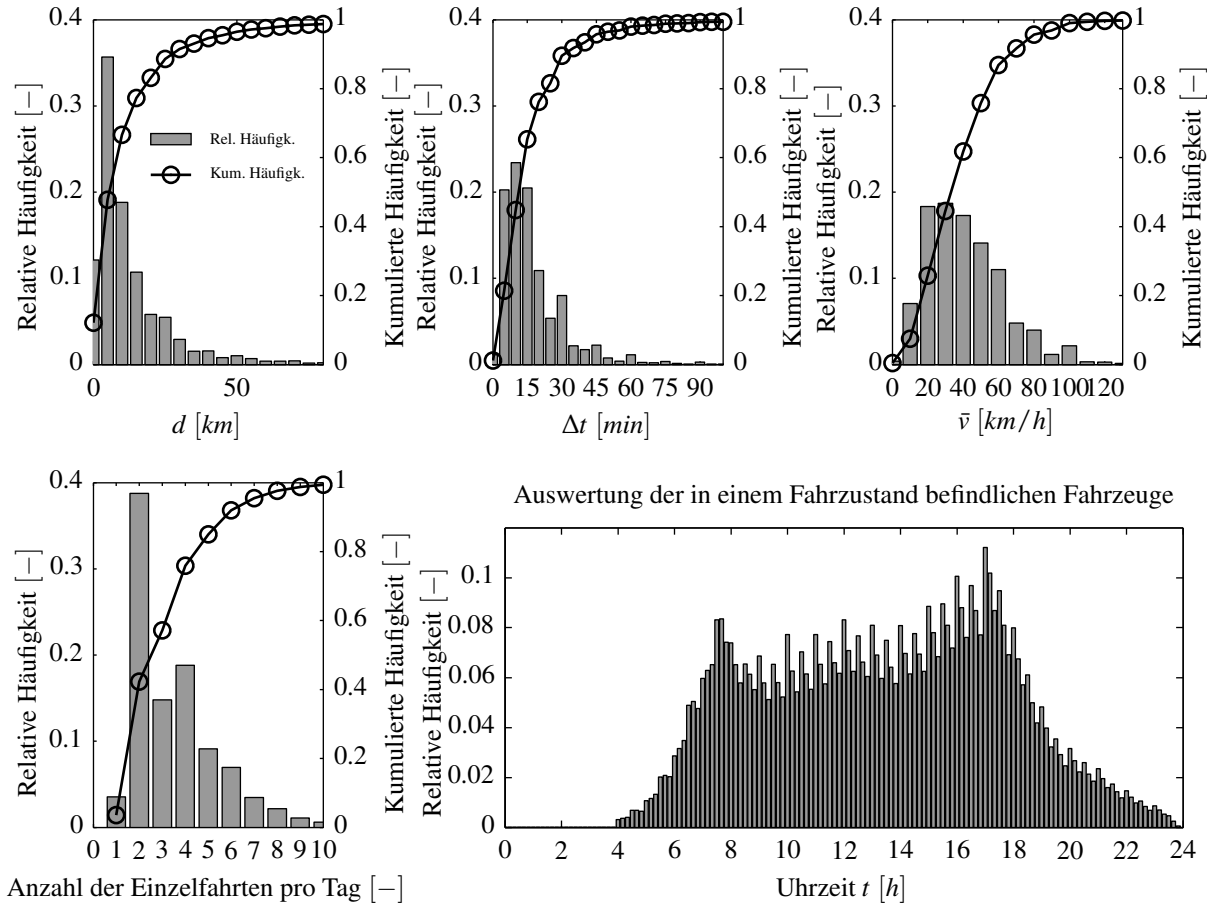 0.4
0.3
0.2
0.1
0
1
0.8
0.6
0.4
0.2
0
Relative Häufigkeit [−]
Kumulierte Häufigkeit [−]
Rel. Häufigk.
Kum. Häufigk.
0 50
d [km]
0.4
0.3
0.2
0.1
0
1
0.8
0.6
0.4
0.2
0
Relative Häufigkeit [−]
Kumulierte Häufigkeit [−]
0 15 30 45 60 75 90
Δt [min]
0.4
0.3
0.2
0.1
0
1
0.8
0.6
0.4
0.2
0
Relative Häufigkeit [−]
Kumulierte Häufigkeit [−]
0 20 40 60 80 100 120
v̄ [km/h]
0.4
0.3
0.2
0.1
0
1
0.8
0.6
0.4
0.2
0
Relative Häufigkeit [−]
Kumulierte Häufigkeit [−]
0 1 2 3 4 5 6 7 8 9 10
Anzahl der Einzelfahrten pro Tag [−]
Auswertung der in einem Fahrzustand befindlichen Fahrzeuge
0.1
0.08
0.06
0.04
0.02
0
Relative Häufigkeit [−]
0 2 4 6 8 10 12 14 16 18 20 22 24
Uhrzeit t [h]